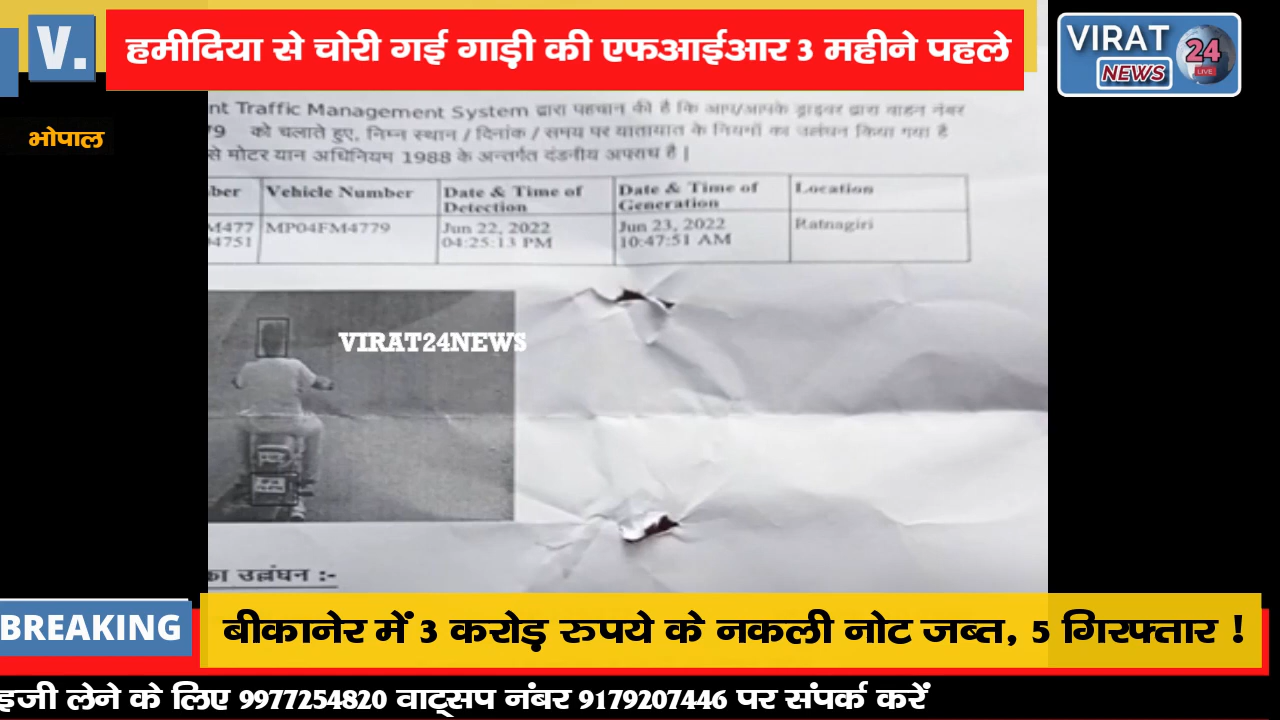 V.
हमीदिया से चोरी गई गाड़ी की एफआईआर 3 महीने पहले
VIRAT
24
NEWS
LIVE
भोपाल
nt Traffic Management System द्वारा पहचान की है कि आप/आपके ड्राइवर द्वारा वाहन नंबर
79 को चलाते हुए, निम्न स्थान / दिनांक / समय पर यातायात के नियमों का उलंघन किया गया है
से मोटर यान अधिनियम 1988 के अन्तर्गत दंडनीय अपराध है |
ber Vehicle Number Date & Time of Detection Date & Time of Generation Location
M477 MP04FM4779 Jun 22, 2022 Jun 23, 2022 Ratnagiri
4751 04:25:13 PM 10:47:51 AM
VIRAT24NEWS
का उल्लंघन :-
BREAKING
बीकानेर में 3 करोड़ रुपये के नकली नोट जब्त, 5 गिरफ्तार !
इजी लेने के लिए 9977254820 वाट्सप नंबर 9179207446 पर संपर्क करें